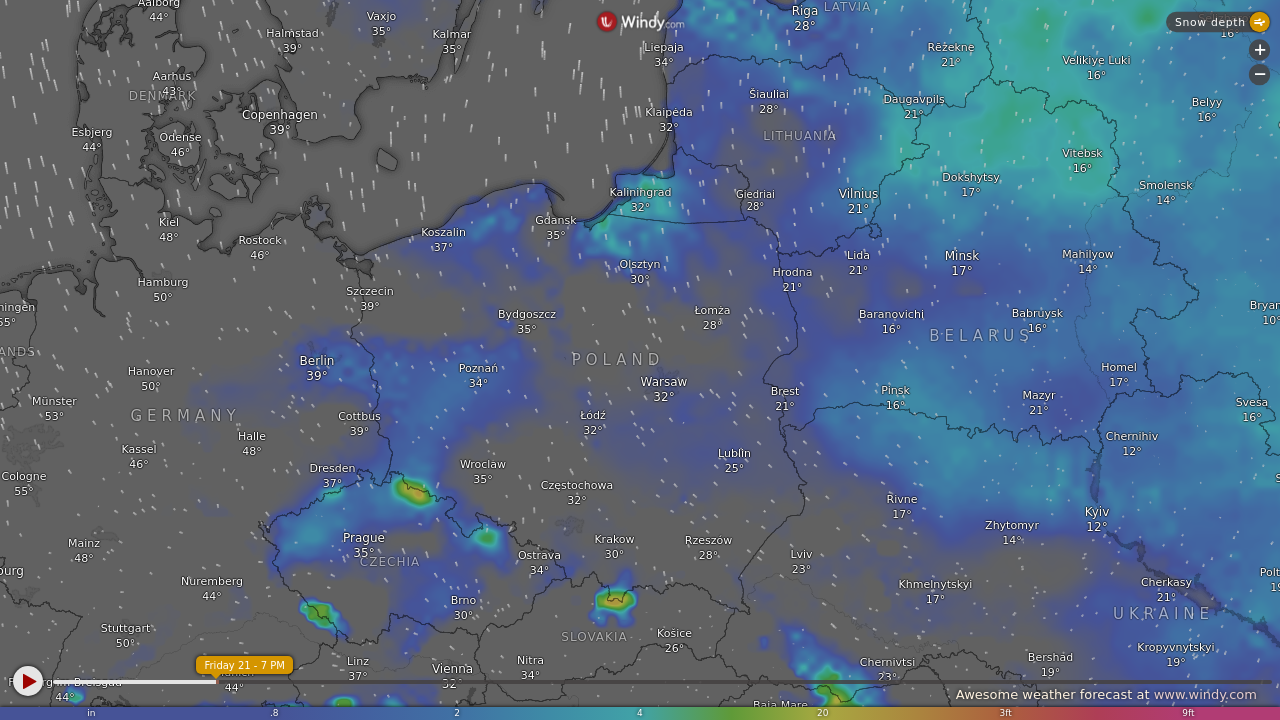 Aalborg
44°
Vaxjo
35°
Halmstad
39°
Kalmar
35°
Windy.com
Riga
28°
LATVIA
Snow depth
16°
Liepaja
34°
Rēzekne
21°
Velikiye Luki
16°
Aarhus
43°
DENMARK
Copenhagen
39°
Klaipėda
32°
Šiauliai
28°
Daugavpils
21°
Belyy
16°
Esbjerg
44°
Odense
46°
LITHUANIA
Vitebsk
16°
Kaliningrad
32°
Giedriai
28°
Vilnius
21°
Dokshytsy
17°
Smolensk
14°
Kiel
48°
Rostock
46°
Koszalin
37°
Gdansk
35°
Olsztyn
30°
Hrodna
21°
Lida
21°
Minsk
17°
Mahilyow
14°
Hamburg
50°
Szczecin
39°
Bydgoszcz
35°
Łomża
28°
Baranovichi
16°
Babruysk
16°
BELARUS
10°
Berlin
39°
Poznań
34°
POLAND
Warsaw
32°
Hanover
50°
Münster
53°
GERMANY
Cottbus
39°
Łódź
32°
Brest
21°
Pinsk
16°
Mazyr
21°
Homel
17°
Svesa
16°
Kassel
46°
Halle
48°
Chernihiv
12°
Cologne
55°
Dresden
37°
Wroclaw
35°
Częstochowa
32°
Lublin
25°
Rivne
17°
Kyiv
12°
Mainz
48°
Prague
35°
CZECHIA
Ostrava
34°
Krakow
30°
Rzeszow
28°
Lviv
23°
Zhytomyr
14°
Nuremberg
44°
Brno
30°
Khmelnytskyi
17°
Cherkasy
21°
UKRAINE
Stuttgart
50°
SLOVAKIA
Košice
26°
Kropyvnytskyi
19°
Friday 21 - 7 PM
Linz
37°
Vienna
32°
Nitra
34°
Chernivtsi
23°
Bershad
19°
44°
44°
Baia Mare
Awesome weather forecast at www.windy.com
in .8 2 4 20 3ft 9ft